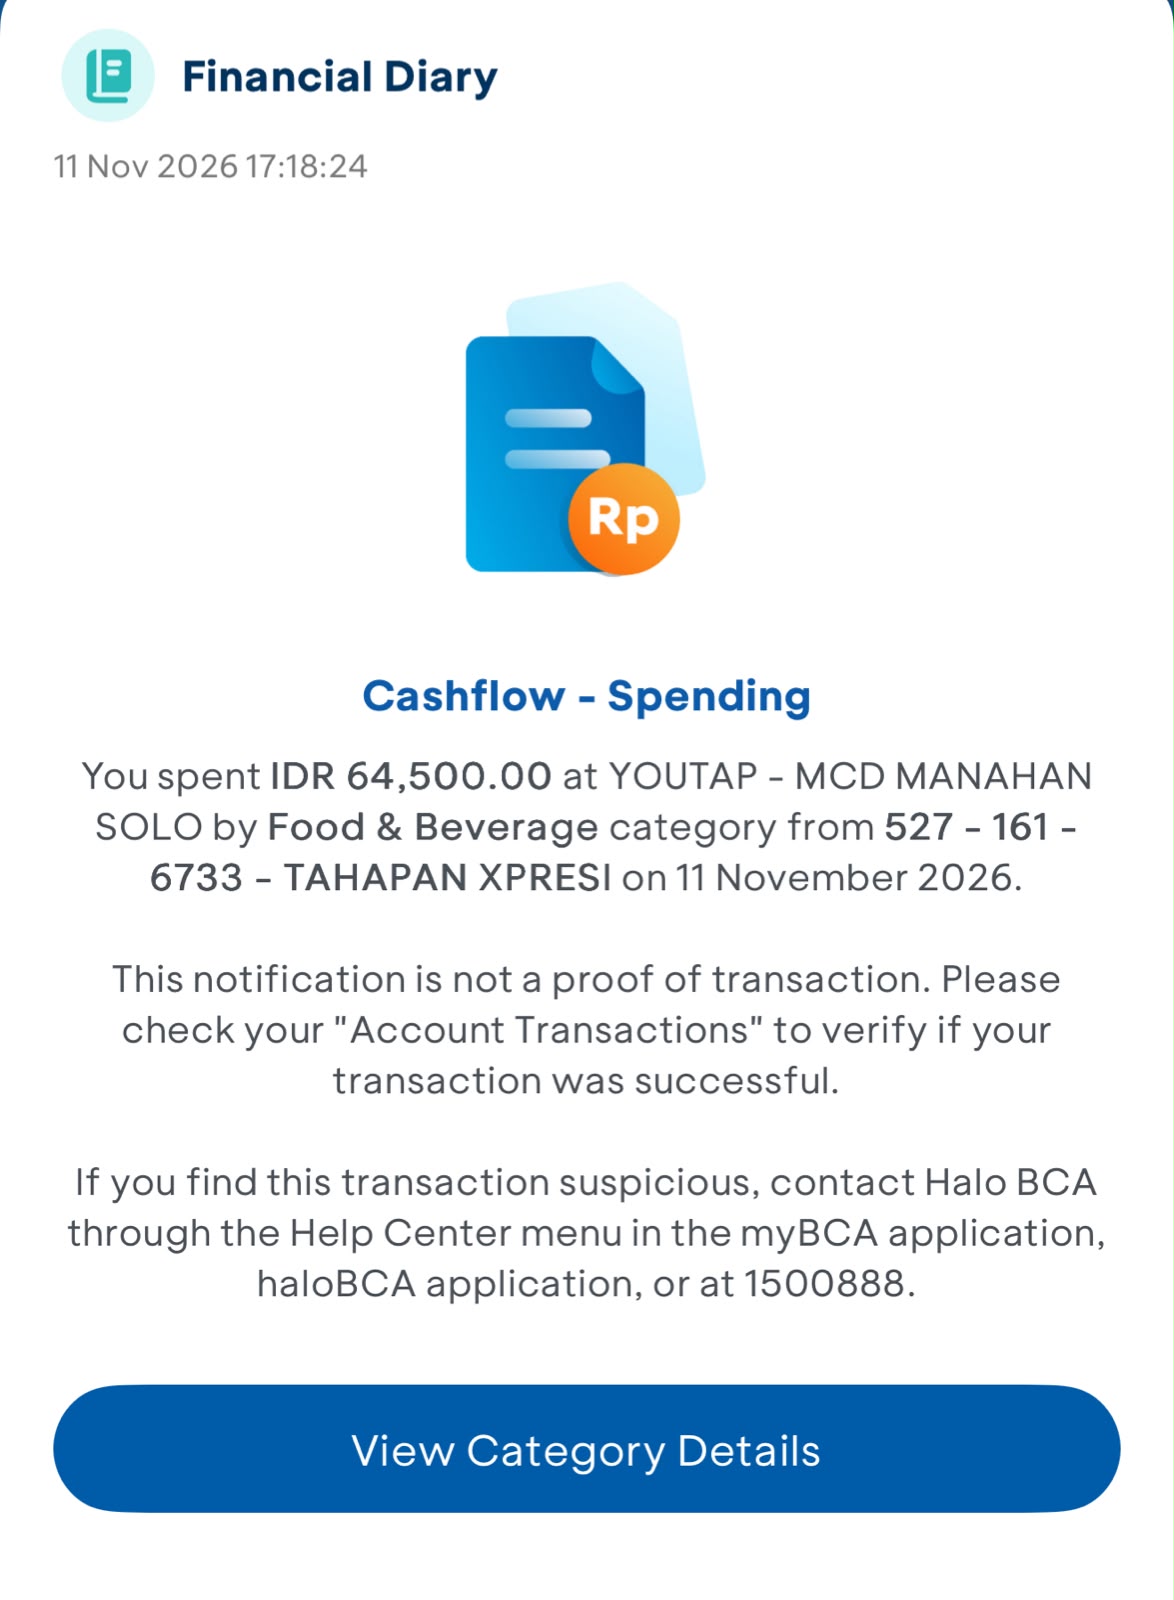 Financial Diary
11 Nov 2026 17:18:24
Rp
Cashflow - Spending
You spent IDR 64,500.00 at YOUTAP - MCD MANAHAN
SOLO by Food & Beverage category from 527 - 161 -
6733 - TAHAPAN XPRESI on 11 November 2026.
This notification is not a proof of transaction. Please
check your "Account Transactions" to verify if your
transaction was successful.
If you find this transaction suspicious, contact Halo BCA
through the Help Center menu in the myBCA application,
haloBCA application, or at 1500888.
View Category Details